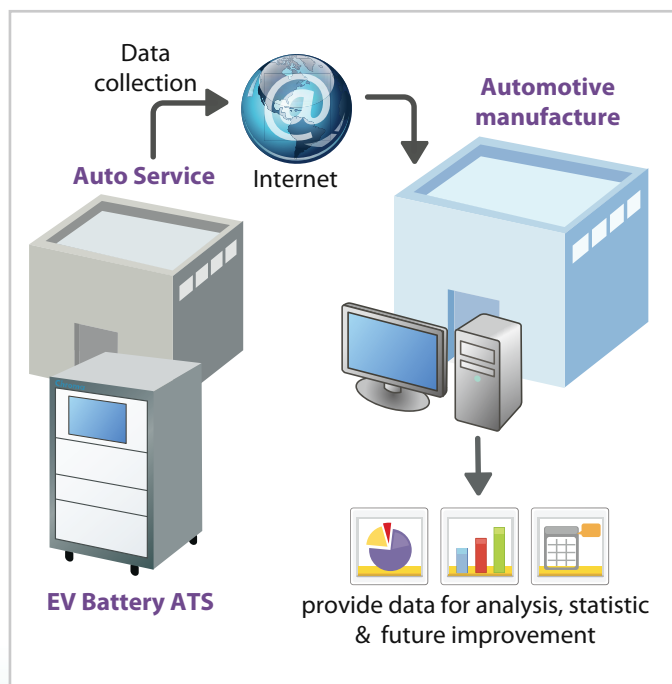 Data
collection
Automotive
manufacture
Auto Service
Internet
EV Battery ATS
provide data for analysis, statistic
& future improvement